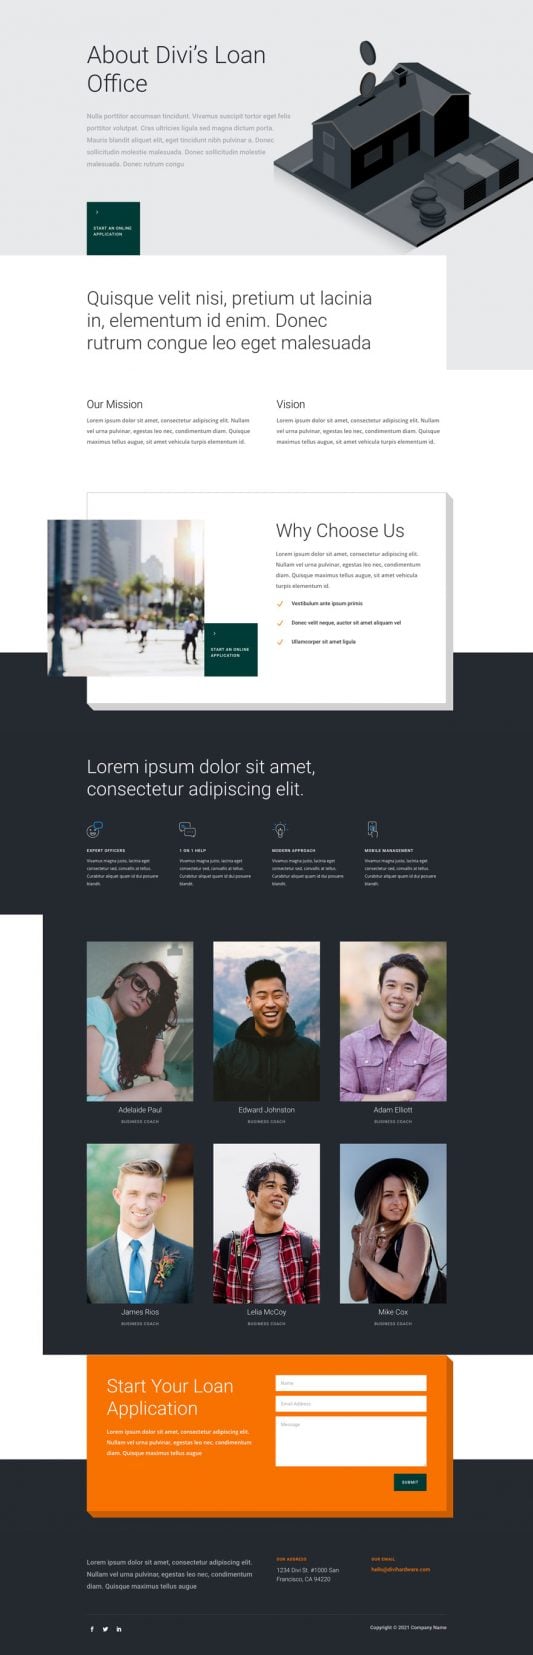 About Divi's Loan
Office
Nulla porttitor accumsan tincidunt. Vivamus suscipit tortor eget felis
porttitor volutpat. Cras ultricies ligula sed magna dictum porta.
Mauris blandit aliquet elit, eget tincidunt nibh pulvinar a. Donec
sollicitudin molestie malesuada. Donec sollicitudin molestie
malesuada. Donec rutrum congu
START AN ONLINE
APPLICATION
Quisque velit nisi, pretium ut lacinia
in, elementum id enim. Donec
rutrum congue leo eget malesuada
Our Mission
Lorem ipsum dolor sit amet, consectetur adipiscing elit. Nullam
vel urna pulvinar, egestas leo nec, condimentum diam. Quisque
maximus tellus augue, sit amet vehicula turpis elementum id.
Vision
Lorem ipsum dolor sit amet, consectetur adipiscing elit. Nullam
vel urna pulvinar, egestas leo nec, condimentum diam. Quisque
maximus tellus augue, sit amet vehicula turpis elementum id.
Why Choose Us
Lorem ipsum dolor sit amet, consectetur adipiscing elit.
Nullam vel urna pulvinar, egestas leo nec, condimentum
diam. Quisque maximus tellus augue, sit amet vehicula
turpis elementum id.
Vestibulum ante ipsum primis
Donec velit neque, auctor sit amet aliquam vel
Ullamcorper sit amet ligula
START AN ONLINE
APPLICATION
Lorem ipsum dolor sit amet,
consectetur adipiscing elit.
EXPERT OFFICERS
Vivamus magna justo, lacinia eget
consectetur sed, convallis at tellus.
Curabitur aliquet quam id dui posuere
blandit.
1 ON 1 HELP
Vivamus magna justo, lacinia eget
consectetur sed, convallis at tellus.
Curabitur aliquet quam id dui posuere
blandit.
MODERN APPROACH
Vivamus magna justo, lacinia eget
consectetur sed, convallis at tellus.
Curabitur aliquet quam id dui posuere
blandit.
MOBILE MANAGEMENT
Vivamus magna justo, lacinia eget
consectetur sed, convallis at tellus.
Curabitur aliquet quam id dui posuere
blandit.
Adelaide Paul
BUSINESS COACH
Edward Johnston
BUSINESS COACH
Adam Elliott
BUSINESS COACH
James Rios
BUSINESS COACH
Lelia McCoy
BUSINESS COACH
Mike Cox
BUSINESS COACH
Start Your Loan
Application
Lorem ipsum dolor sit amet, consectetur adipiscing elit.
Nullam vel urna pulvinar, egestas leo nec, condimentum
diam. Quisque maximus tellus augue
Name
Email Address
Message
SUBMIT
Lorem ipsum dolor sit amet, consectetur adipiscing elit.
Nullam vel urna pulvinar, egestas leo nec, condimentum
diam. Quisque maximus tellus augue
OUR ADDRESS
1234 Divi St. #1000 San
Francisco, CA 94220
OUR EMAIL
hello@divihardware.com
Copyright © 2021 Company Name